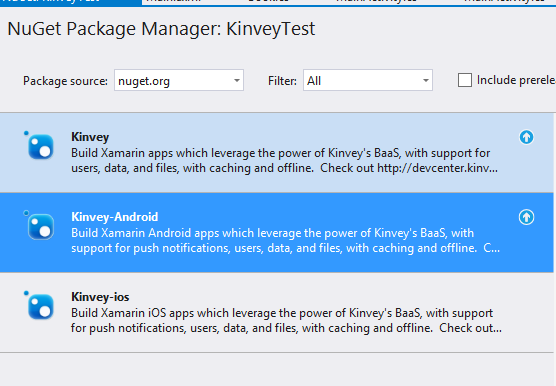 NuGet Package Manager: KinveyTest
Package source: nuget.org Filter: All Include prerele
Kinvey
Build Xamarin apps which leverage the power of Kinvey's BaaS, with support for
users, data, and files, with caching and offline. Check out http://devcenter.kinv...
Kinvey-Android
Build Xamarin Android apps which leverage the power of Kinvey's BaaS, with
support for push notifications, users, data, and files, with caching and offline. C...
Kinvey-ios
Build Xamarin iOS apps which leverage the power of Kinvey's BaaS, with support
for push notifications, users, data, and files, with caching and offline. Check out...